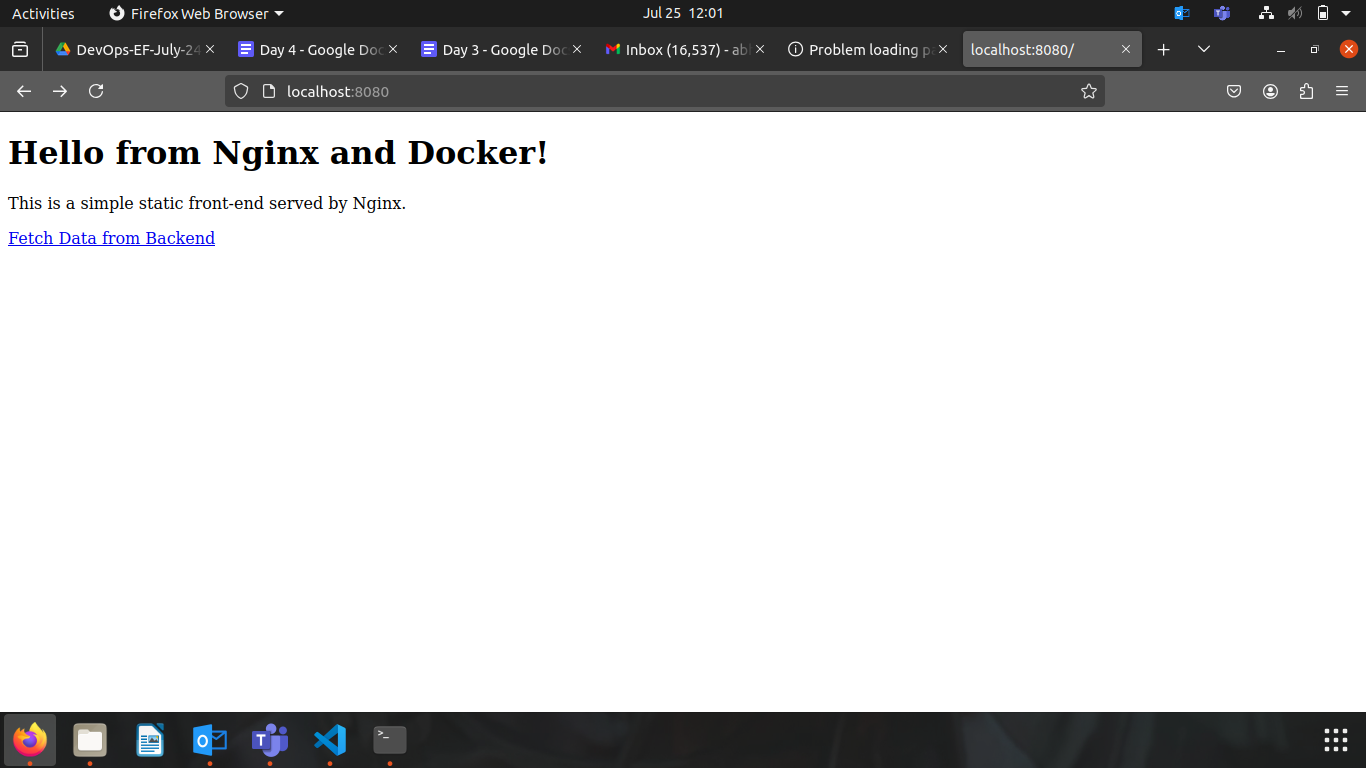 Activities
Firefox Web Browser
Jul 25 12:01
DevOps-EF-July-24
Day 4 - Google Doc
Day 3 - Google Doc
Inbox (16,537) - ab
Problem loading pa
localhost:8080/
localhost:8080
Hello from Nginx and Docker!
This is a simple static front-end served by Nginx.
Fetch Data from Backend